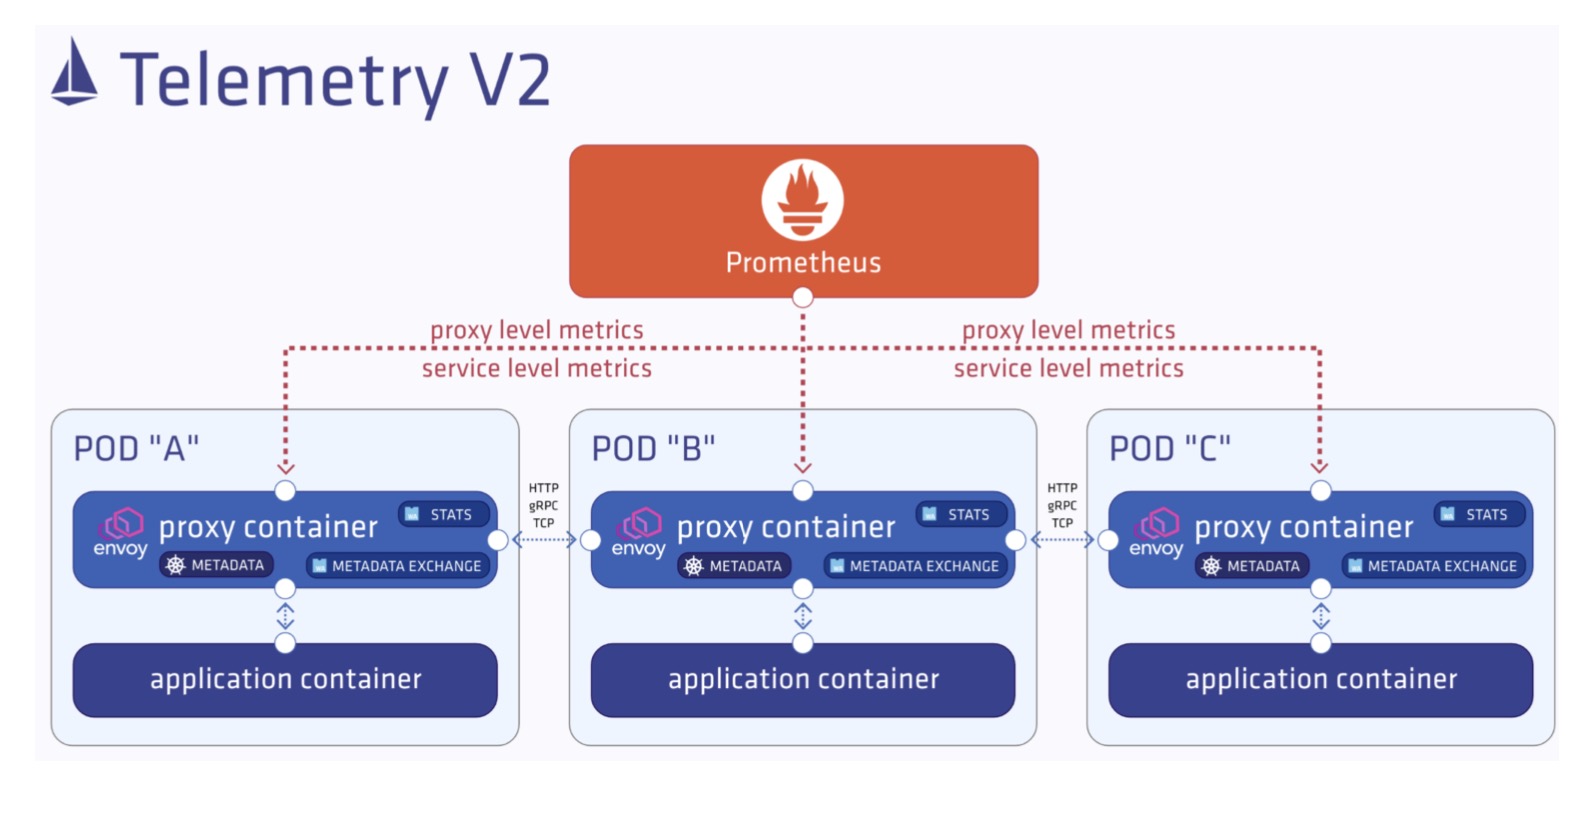 Telemetry V2
Prometheus
proxy level metrics
service level metrics
proxy level metrics
service level metrics
POD "A"
envoy
proxy container
STATS
METADATA
METADATA EXCHANGE
application container
HTTP
gRPC
TCP
POD "B"
envoy
proxy container
STATS
METADATA
METADATA EXCHANGE
application container
HTTP
gRPC
TCP
POD "C"
envoy
proxy container
STATS
METADATA
METADATA EXCHANGE
application container